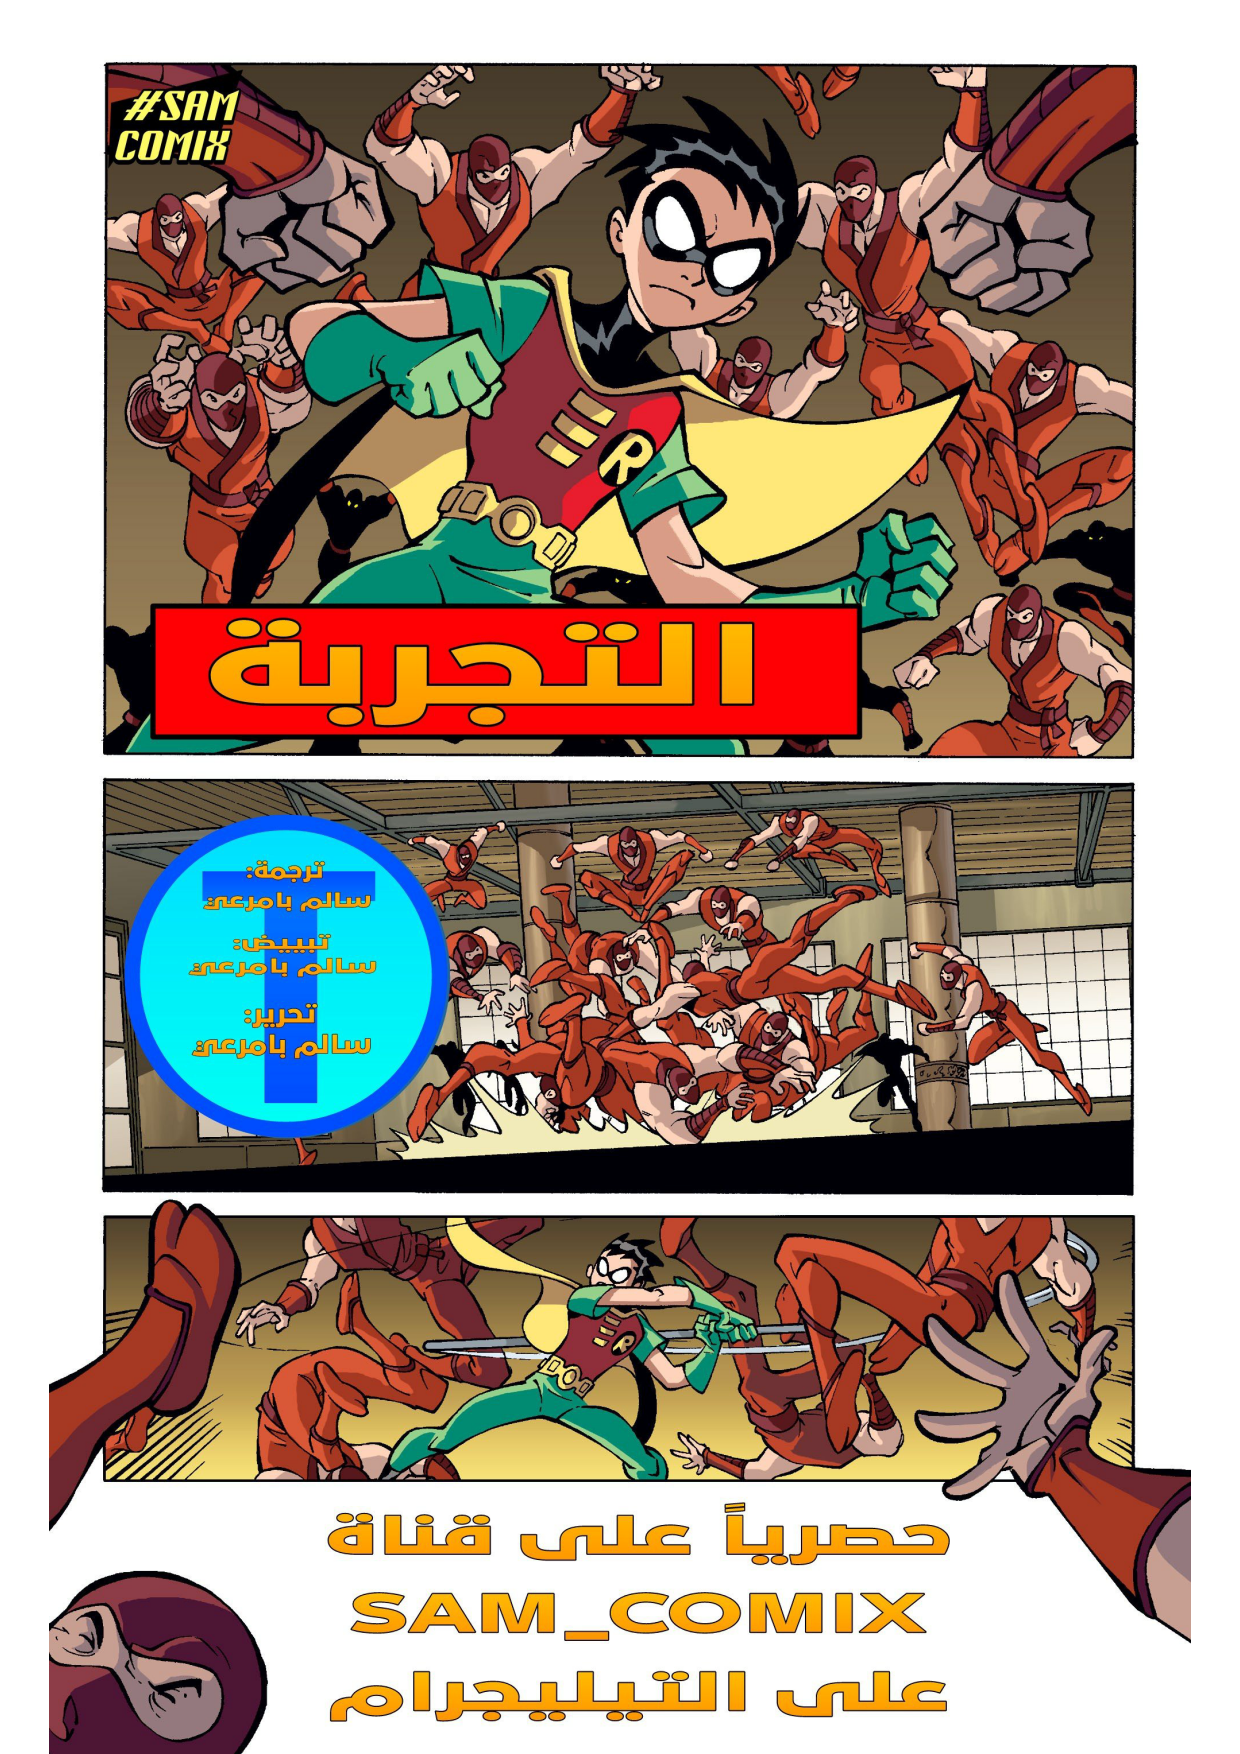 #SAM
COMIX
R
التجربة
ترجمة:
سالم بامرعي
تبييض:
سالم بامرعي
تحرير:
سالم بامرعي
T
R
حصرياً على قناة
SAM_COMIX
على التيليجرام